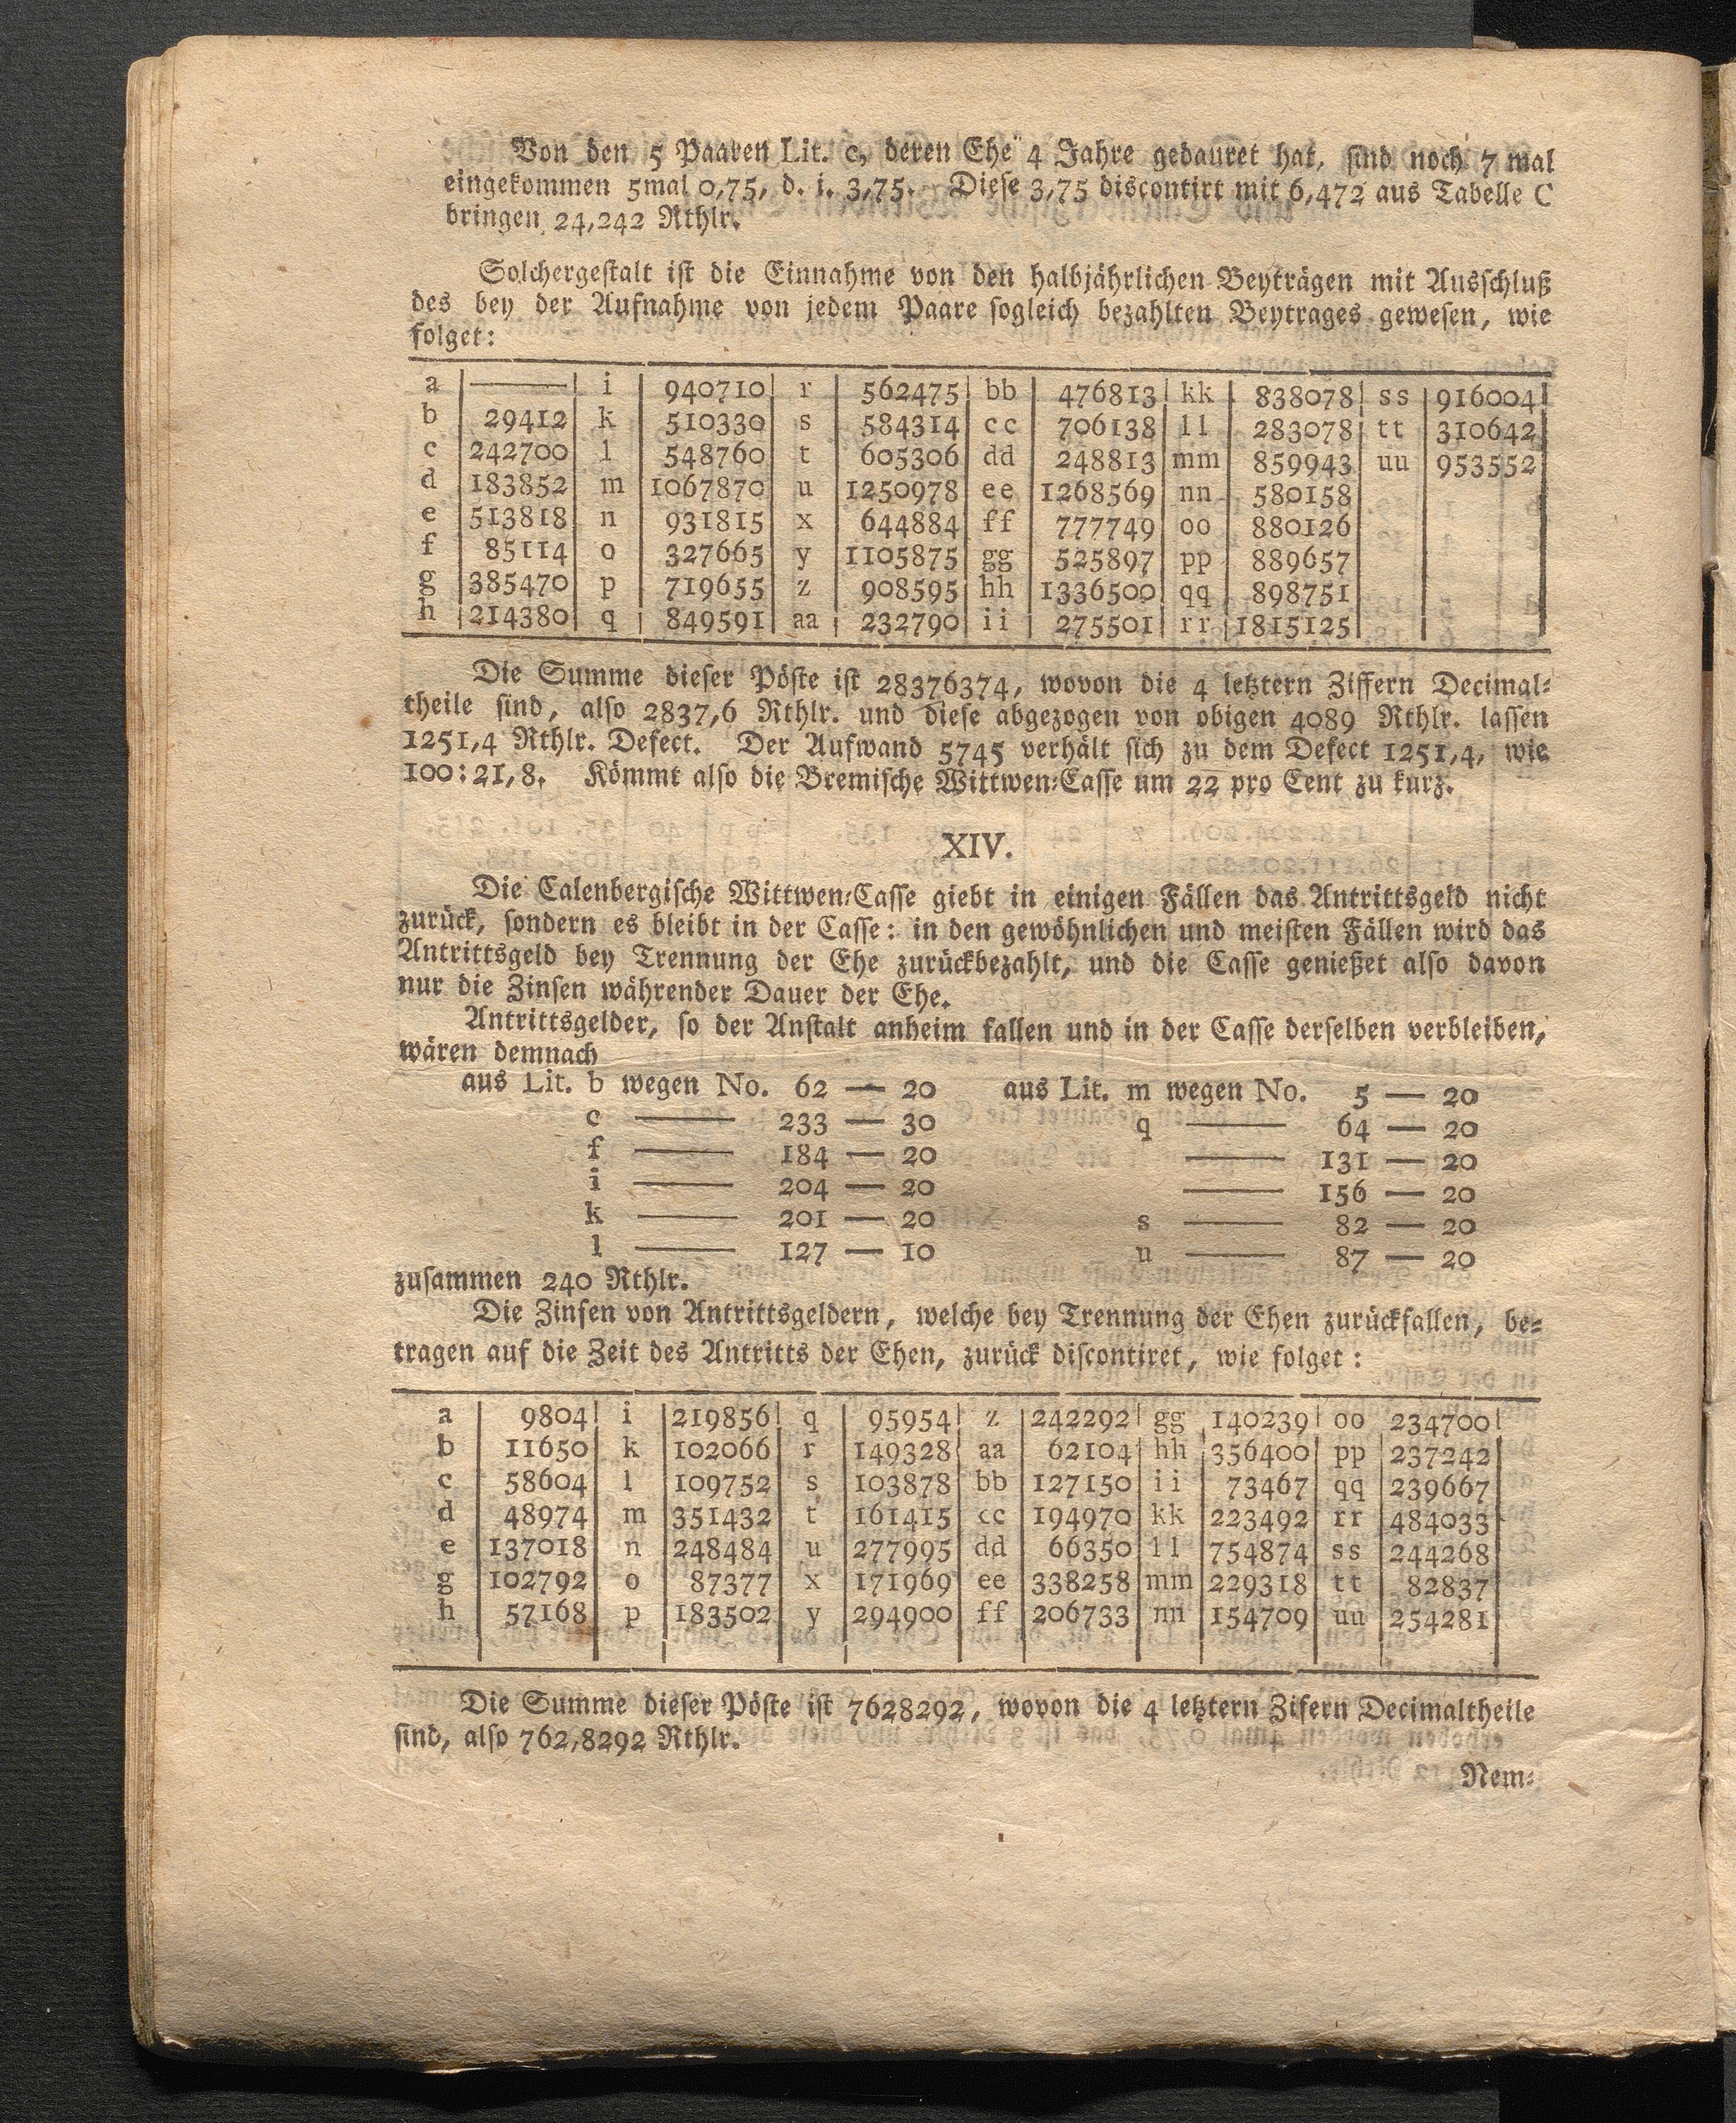 Von den 5 Paaren Lit. c, deren Ehe 4 Jahre gedauret hat, sind noch 7 mal
eingekommen 5mal 0,75, d. i. 3,75. Diese 3,75 discontirt mit 6,472 aus Tabelle C
bringen 24,242 Rthlr.
Solchergestalt ist die Einnahme von den halbjährlichen Beyträgen mit Ausschluß
des bey der Aufnahme von jedem Paare sogleich bezahlten Beytrages gewesen, wie
folget:
a — i 940710 r 562475 bb 476813 kk 838078 ss 916004
b 29412 k 510330 s 584314 cc 706138 ll 283078 tt 310642
c 242700 l 548760 t 605306 dd 248813 mm 859943 uu 953552
d 183852 m 1067870 u 1250978 ee 1268569 nn 580158
e 513818 n 931815 x 644884 ff 777749 oo 880126
f 85114 o 327665 y 1105875 gg 525897 pp 889657
g 385470 p 719655 z 908595 hh 1336500 qq 898751
h 214380 q 849591 aa 232790 ii 275501 rr 1815125
Die Summe dieser Pöste ist 28376374, wovon die 4 letztern Ziffern Decimal-
theile sind, also 2837,6 Rthlr. und diese abgezogen von obigen 4089 Rthlr. lassen
1251,4 Rthlr. Defect. Der Aufwand 5745 verhält sich zu dem Defect 1251,4, wie
100:21,8. Kömmt also die Bremische Wittwen-Casse um 22 pro Cent zu kurz.
XIV.
Die Calenbergische Wittwen-Casse giebt in einigen Fällen das Antrittsgeld nicht
zurück, sondern es bleibt in der Casse: in den gewöhnlichen und meisten Fällen wird das
Antrittsgeld bey Trennung der Ehe zurückbezahlt, und die Casse genießet also davon
nur die Zinsen währender Dauer der Ehe.
Antrittsgelder, so der Anstalt anheim fallen und in der Casse derselben verbleiben,
wären demnach
aus Lit. b wegen No. 62 — 20 aus Lit. m wegen No. 5 — 20
c — 233 — 30 q — 64 — 20
f — 184 — 20 — 131 — 20
i — 204 — 20 — 156 — 20
k — 201 — 20 s — 82 — 20
l — 127 — 10 u — 87 — 20
zusammen 240 Rthlr.
Die Zinsen von Antrittsgeldern, welche bey Trennung der Ehen zurückfallen, be-
tragen auf die Zeit des Antritts der Ehen, zurück discontiret, wie folget:
a 9804 i 219856 q 95954 z 242292 gg 140239 oo 234700
b 11650 k 102066 r 149328 aa 62104 hh 356400 pp 237242
c 58604 l 109752 s 103878 bb 127150 ii 73467 qq 239667
d 48974 m 351432 t 161415 cc 194970 kk 223492 rr 484033
e 137018 n 248484 u 277995 dd 66350 ll 754874 ss 244268
g 102792 o 87377 x 171969 ee 338258 mm 229318 tt 82837
h 57168 p 183502 y 294900 ff 206733 nn 154709 uu 254281
Die Summe dieser Pöste ist 7628292, wovon die 4 letztern Zifern Decimaltheile
sind, also 762,8292 Rthlr.
Nem-